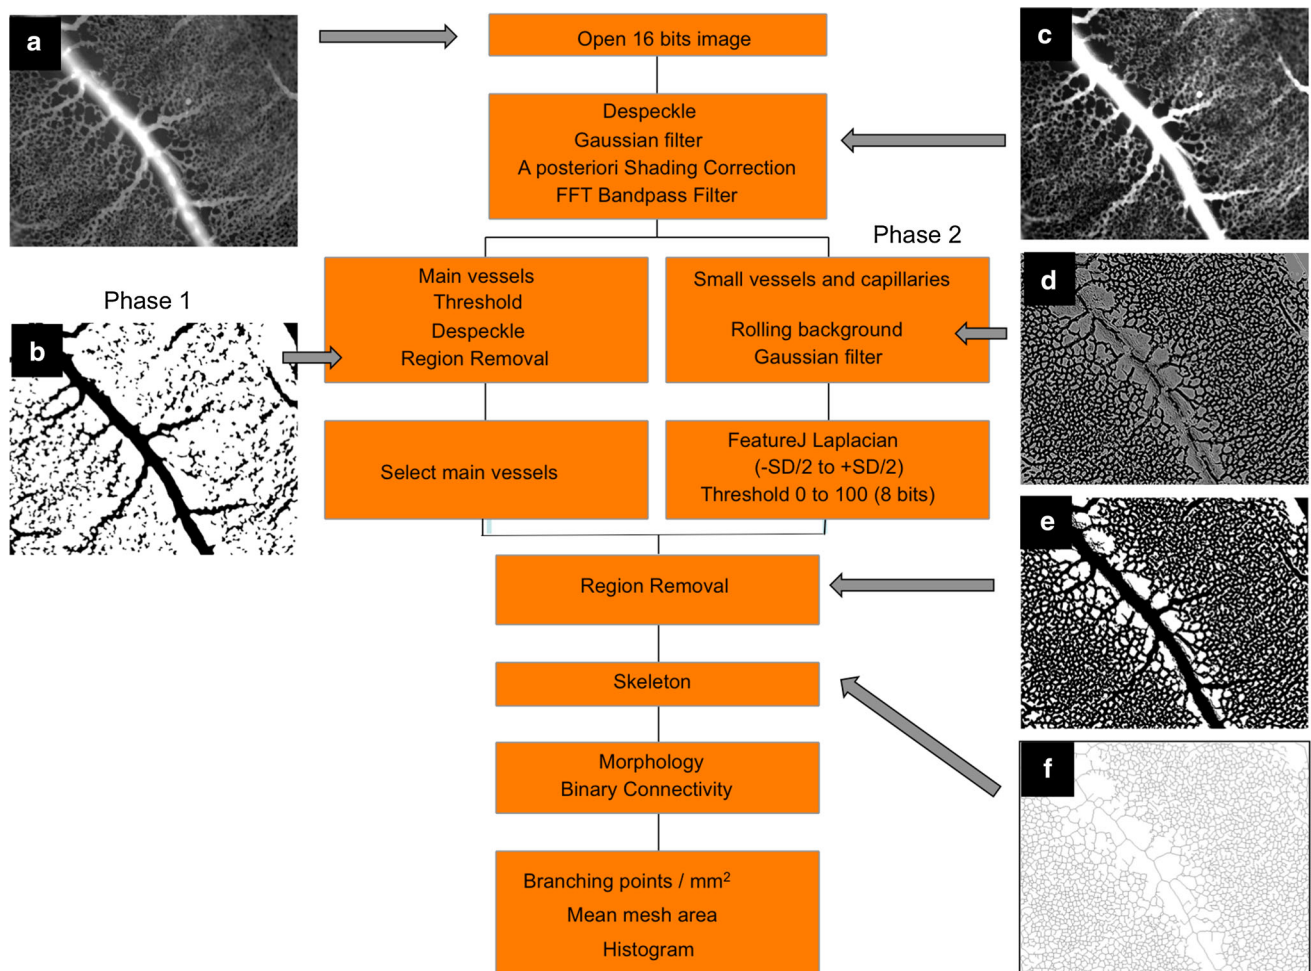 a
Open 16 bits image
c
Despeckle
Gaussian filter
A posteriori Shading Correction
FFT Bandpass Filter
Phase 2
Phase 1
b
Main vessels
Threshold
Despeckle
Region Removal
Small vessels and capillaries
Rolling background
Gaussian filter
d
Select main vessels
FeatureJ Laplacian
(-SD/2 to +SD/2)
Threshold 0 to 100 (8 bits)
e
Region Removal
Skeleton
f
Morphology
Binary Connectivity
Branching points / mm²
Mean mesh area
Histogram